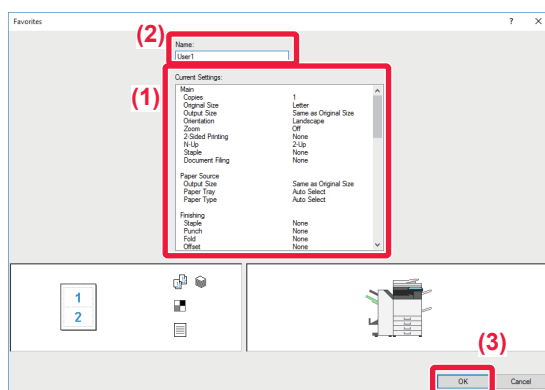 Favorites ? X
(2)
Name:
User1
(1)
Current Settings:
Main
Copies 1
Original Size Letter
Output Size Same as Original Size
Orientation Landscape
Zoom Off
2-Sided Printing None
N-Up 2-Up
Staple None
Document Filing None
Paper Source
Output Size Same as Original Size
Paper Tray Auto Select
Paper Type Auto Select
Finishing
Staple None
Punch None
Fold None
Offset None
1
2
(3)
OK Cancel